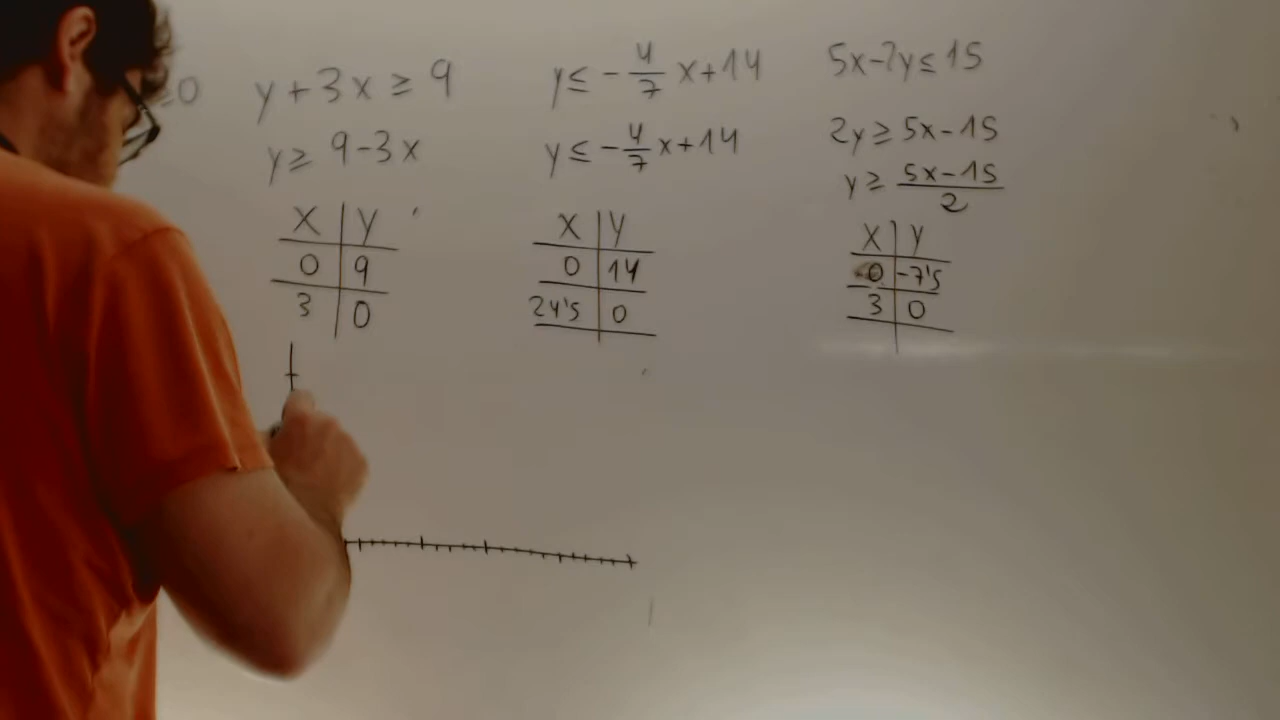 ≥0
y+3x ≥ 9
y ≥ 9-3x
X | Y
0 | 9
3 | 0
y ≤ -4/7 x+14
y ≤ -4/7 x+14
X | Y
0 | 14
24'5 | 0
5x-2y ≤ 15
2y ≥ 5x-15
y ≥ 5x-15/2
X | Y
0 | -7'5
3 | 0